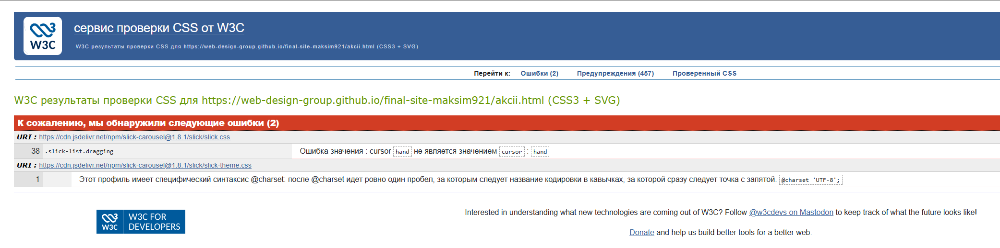 W3C
сервис проверки CSS от W3C
W3C результаты проверки CSS для https://web-design-group.github.io/final-site-maksim921/akcii.html (CSS3 + SVG)
Перейти к: Ошибки (2) Предупреждения (457) Проверенный CSS
W3C результаты проверки CSS для https://web-design-group.github.io/final-site-maksim921/akcii.html (CSS3 + SVG)
К сожалению, мы обнаружили следующие ошибки (2)
URI : https://cdn.jsdelivr.net/npm/slick-carousel@1.8.1/slick/slick.css
38 .slick-list.dragging Ошибка значения : cursor hand не является значением cursor : hand
URI : https://cdn.jsdelivr.net/npm/slick-carousel@1.8.1/slick/slick-theme.css
1 Этот профиль имеет специфический синтаксис @charset: после @charset идет ровно один пробел, за которым следует название кодировки в кавычках, за которой сразу следует точка с запятой. @charset 'UTF-8';
W3C W3C FOR DEVELOPERS
Interested in understanding what new technologies are coming out of W3C? Follow @w3cdevs on Mastodon to keep track of what the future looks like!
Donate and help us build better tools for a better web.